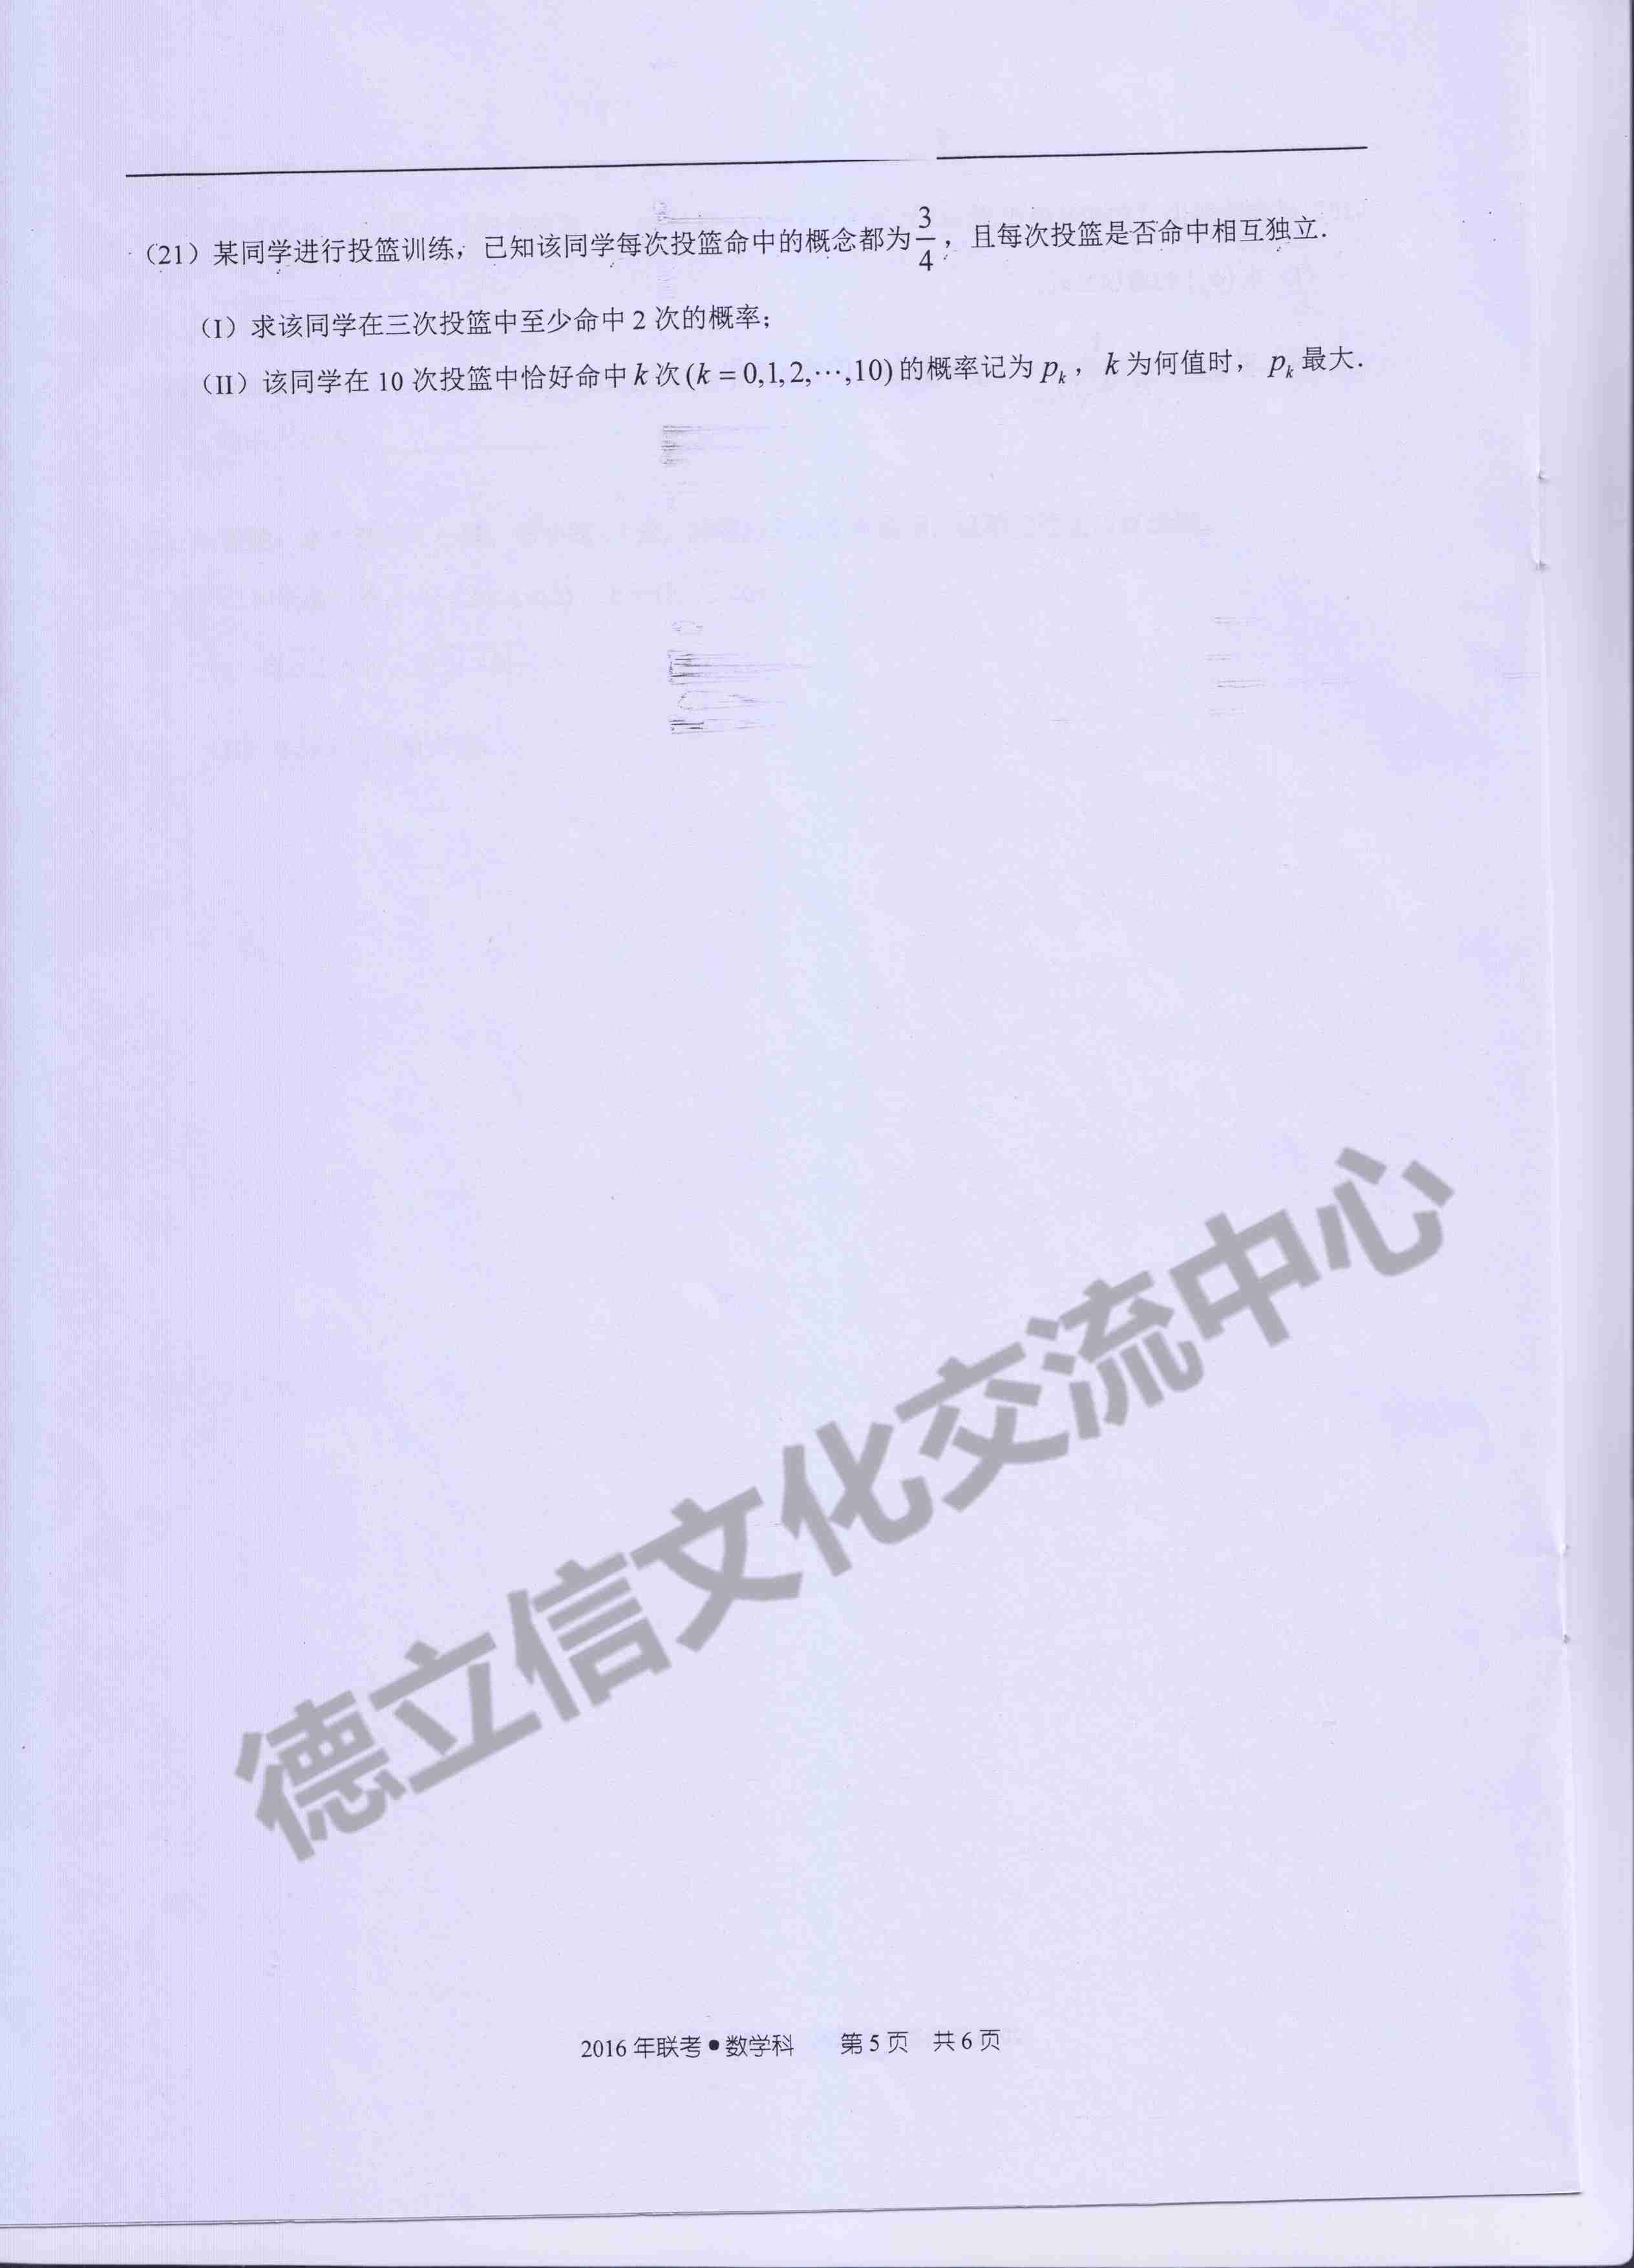 （21）某同学进行投篮训练，已知该同学每次投篮命中的概念都为3/4，且每次投篮是否命中相互独立.
（I）求该同学在三次投篮中至少命中 2 次的概率；
（II）该同学在 10 次投篮中恰好命中 k 次 (k = 0,1,2,⋯,10) 的概率记为 pₖ， k 为何值时， pₖ 最大.
德立信文化交流中心
2016 年联考●数学科 第 5 页 共 6 页